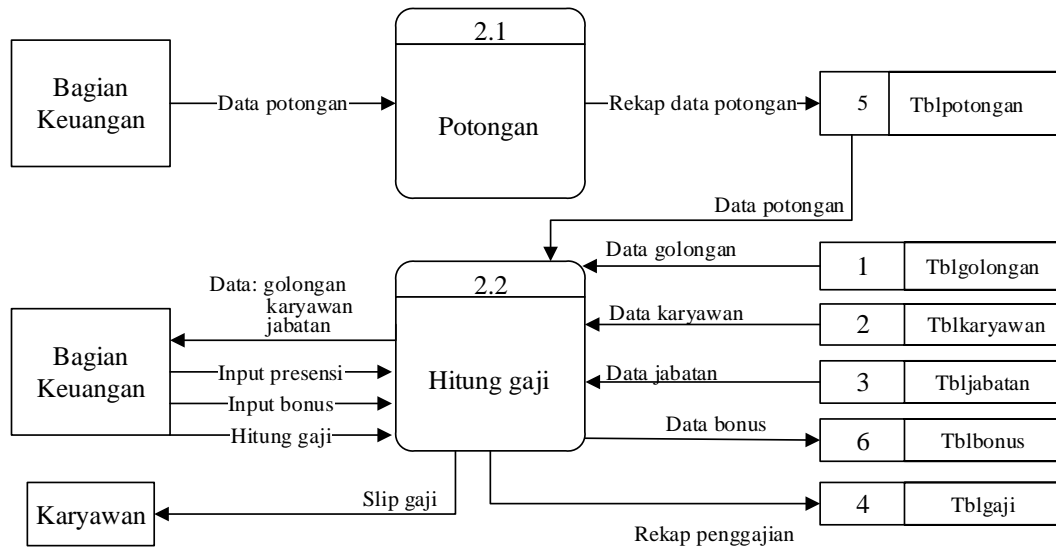 2.1
Bagian
Keuangan
Data potongan
Potongan
Rekap data potongan
5
Tblpotongan
Data potongan
Data golongan
1
Tblgolongan
2.2
Data: golongan
karyawan
jabatan
Data karyawan
2
Tblkaryawan
Bagian
Keuangan
Input presensi
Input bonus
Hitung gaji
Hitung gaji
Data jabatan
3
Tbljabatan
Data bonus
6
Tblbonus
Karyawan
Slip gaji
Rekap penggajian
4
Tblgaji